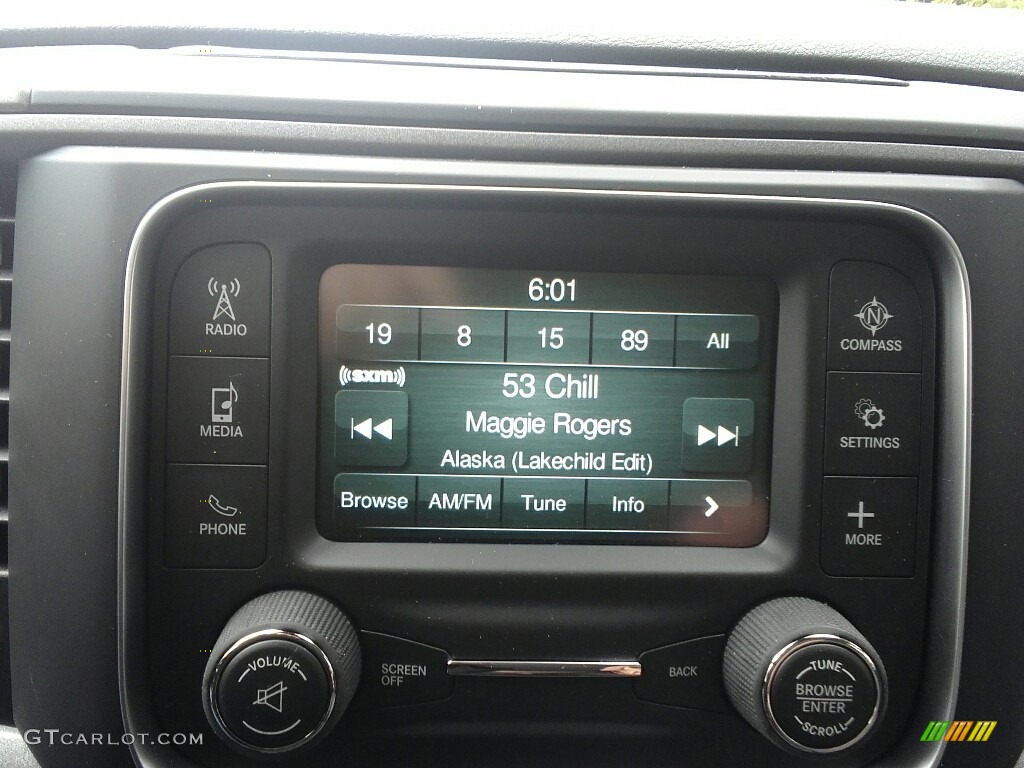 6:01
19 8 15 89 All
((sxm))
53 Chill
Maggie Rogers
Alaska (Lakechild Edit)
Browse AM/FM Tune Info
RADIO
MEDIA
PHONE
N
COMPASS
SETTINGS
MORE
VOLUME
SCREEN
OFF
BACK
TUNE
BROWSE
ENTER
SCROLL
GTCARLOT.COM